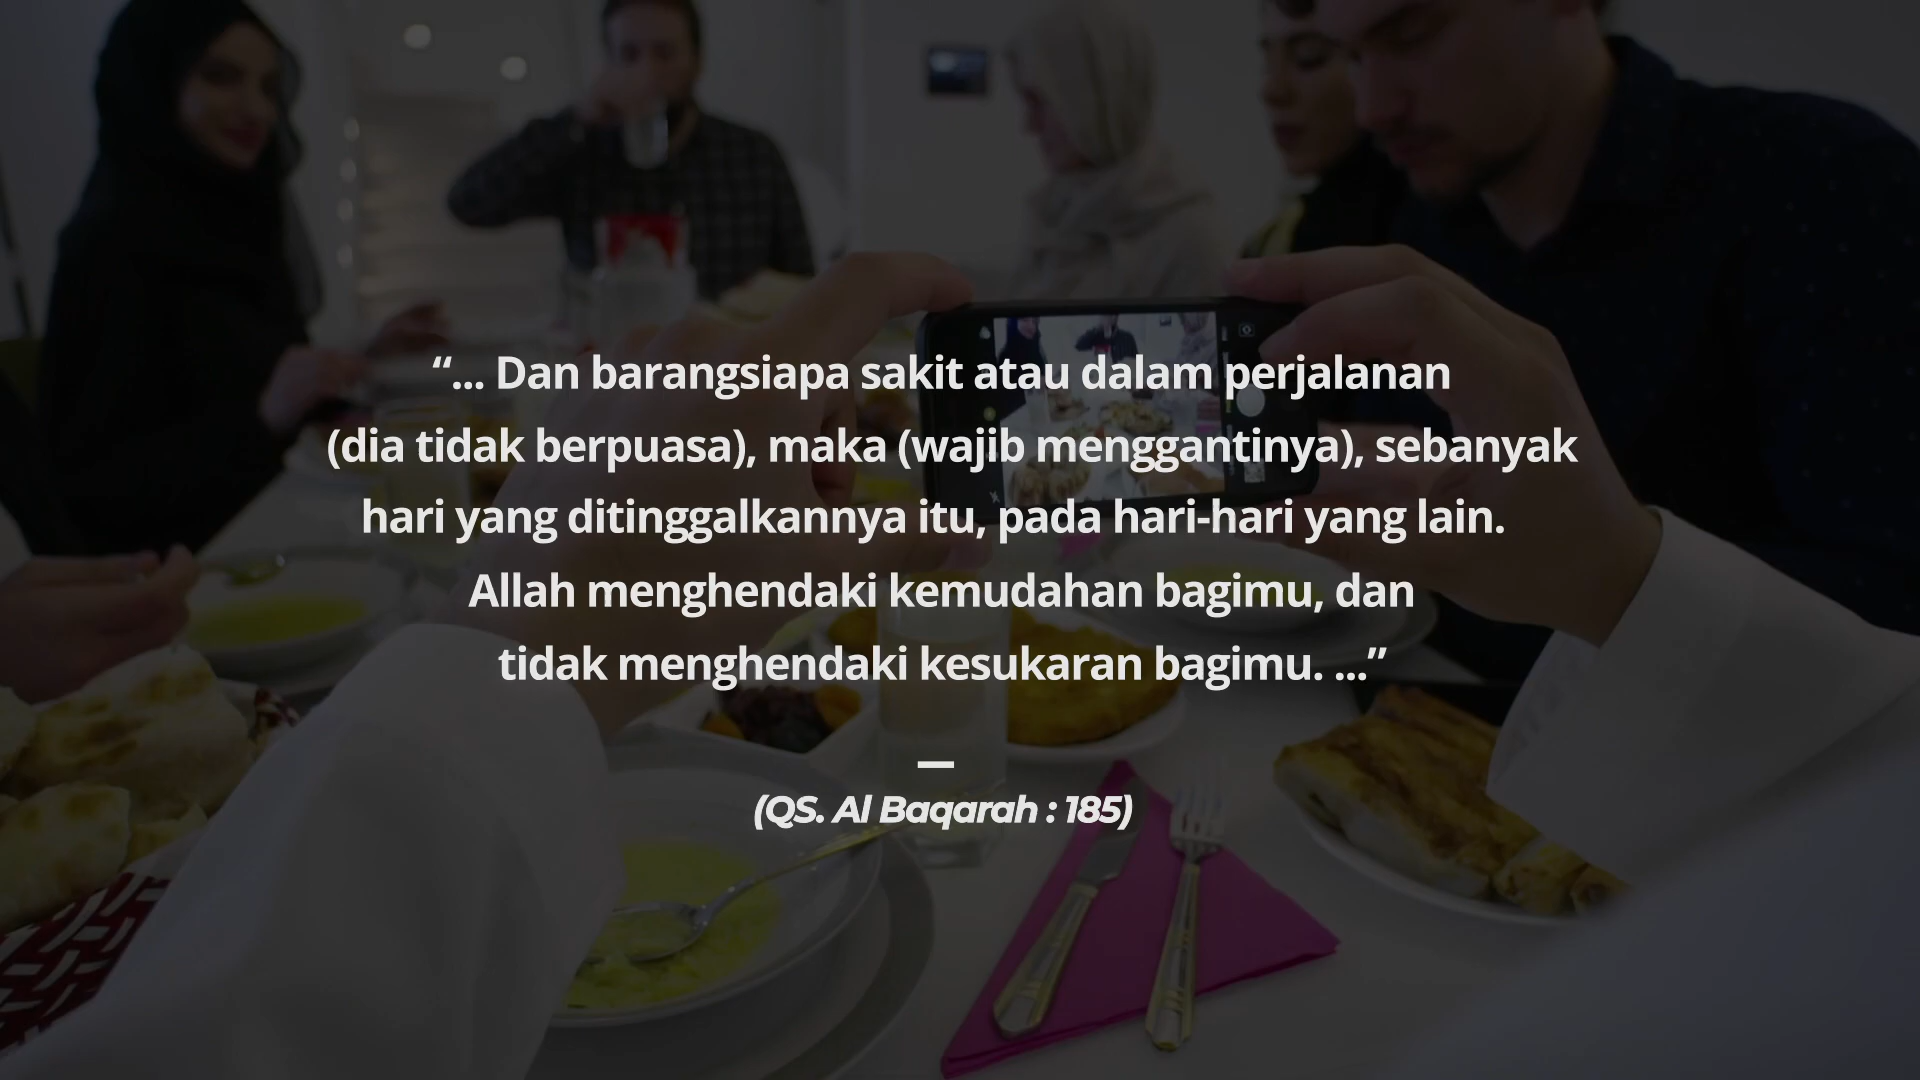 “... Dan barangsiapa sakit atau dalam perjalanan
(dia tidak berpuasa), maka (wajib menggantinya), sebanyak
hari yang ditinggalkannya itu, pada hari-hari yang lain.
Allah menghendaki kemudahan bagimu, dan
tidak menghendaki kesukaran bagimu. ...”
—
(QS. Al Baqarah : 185)